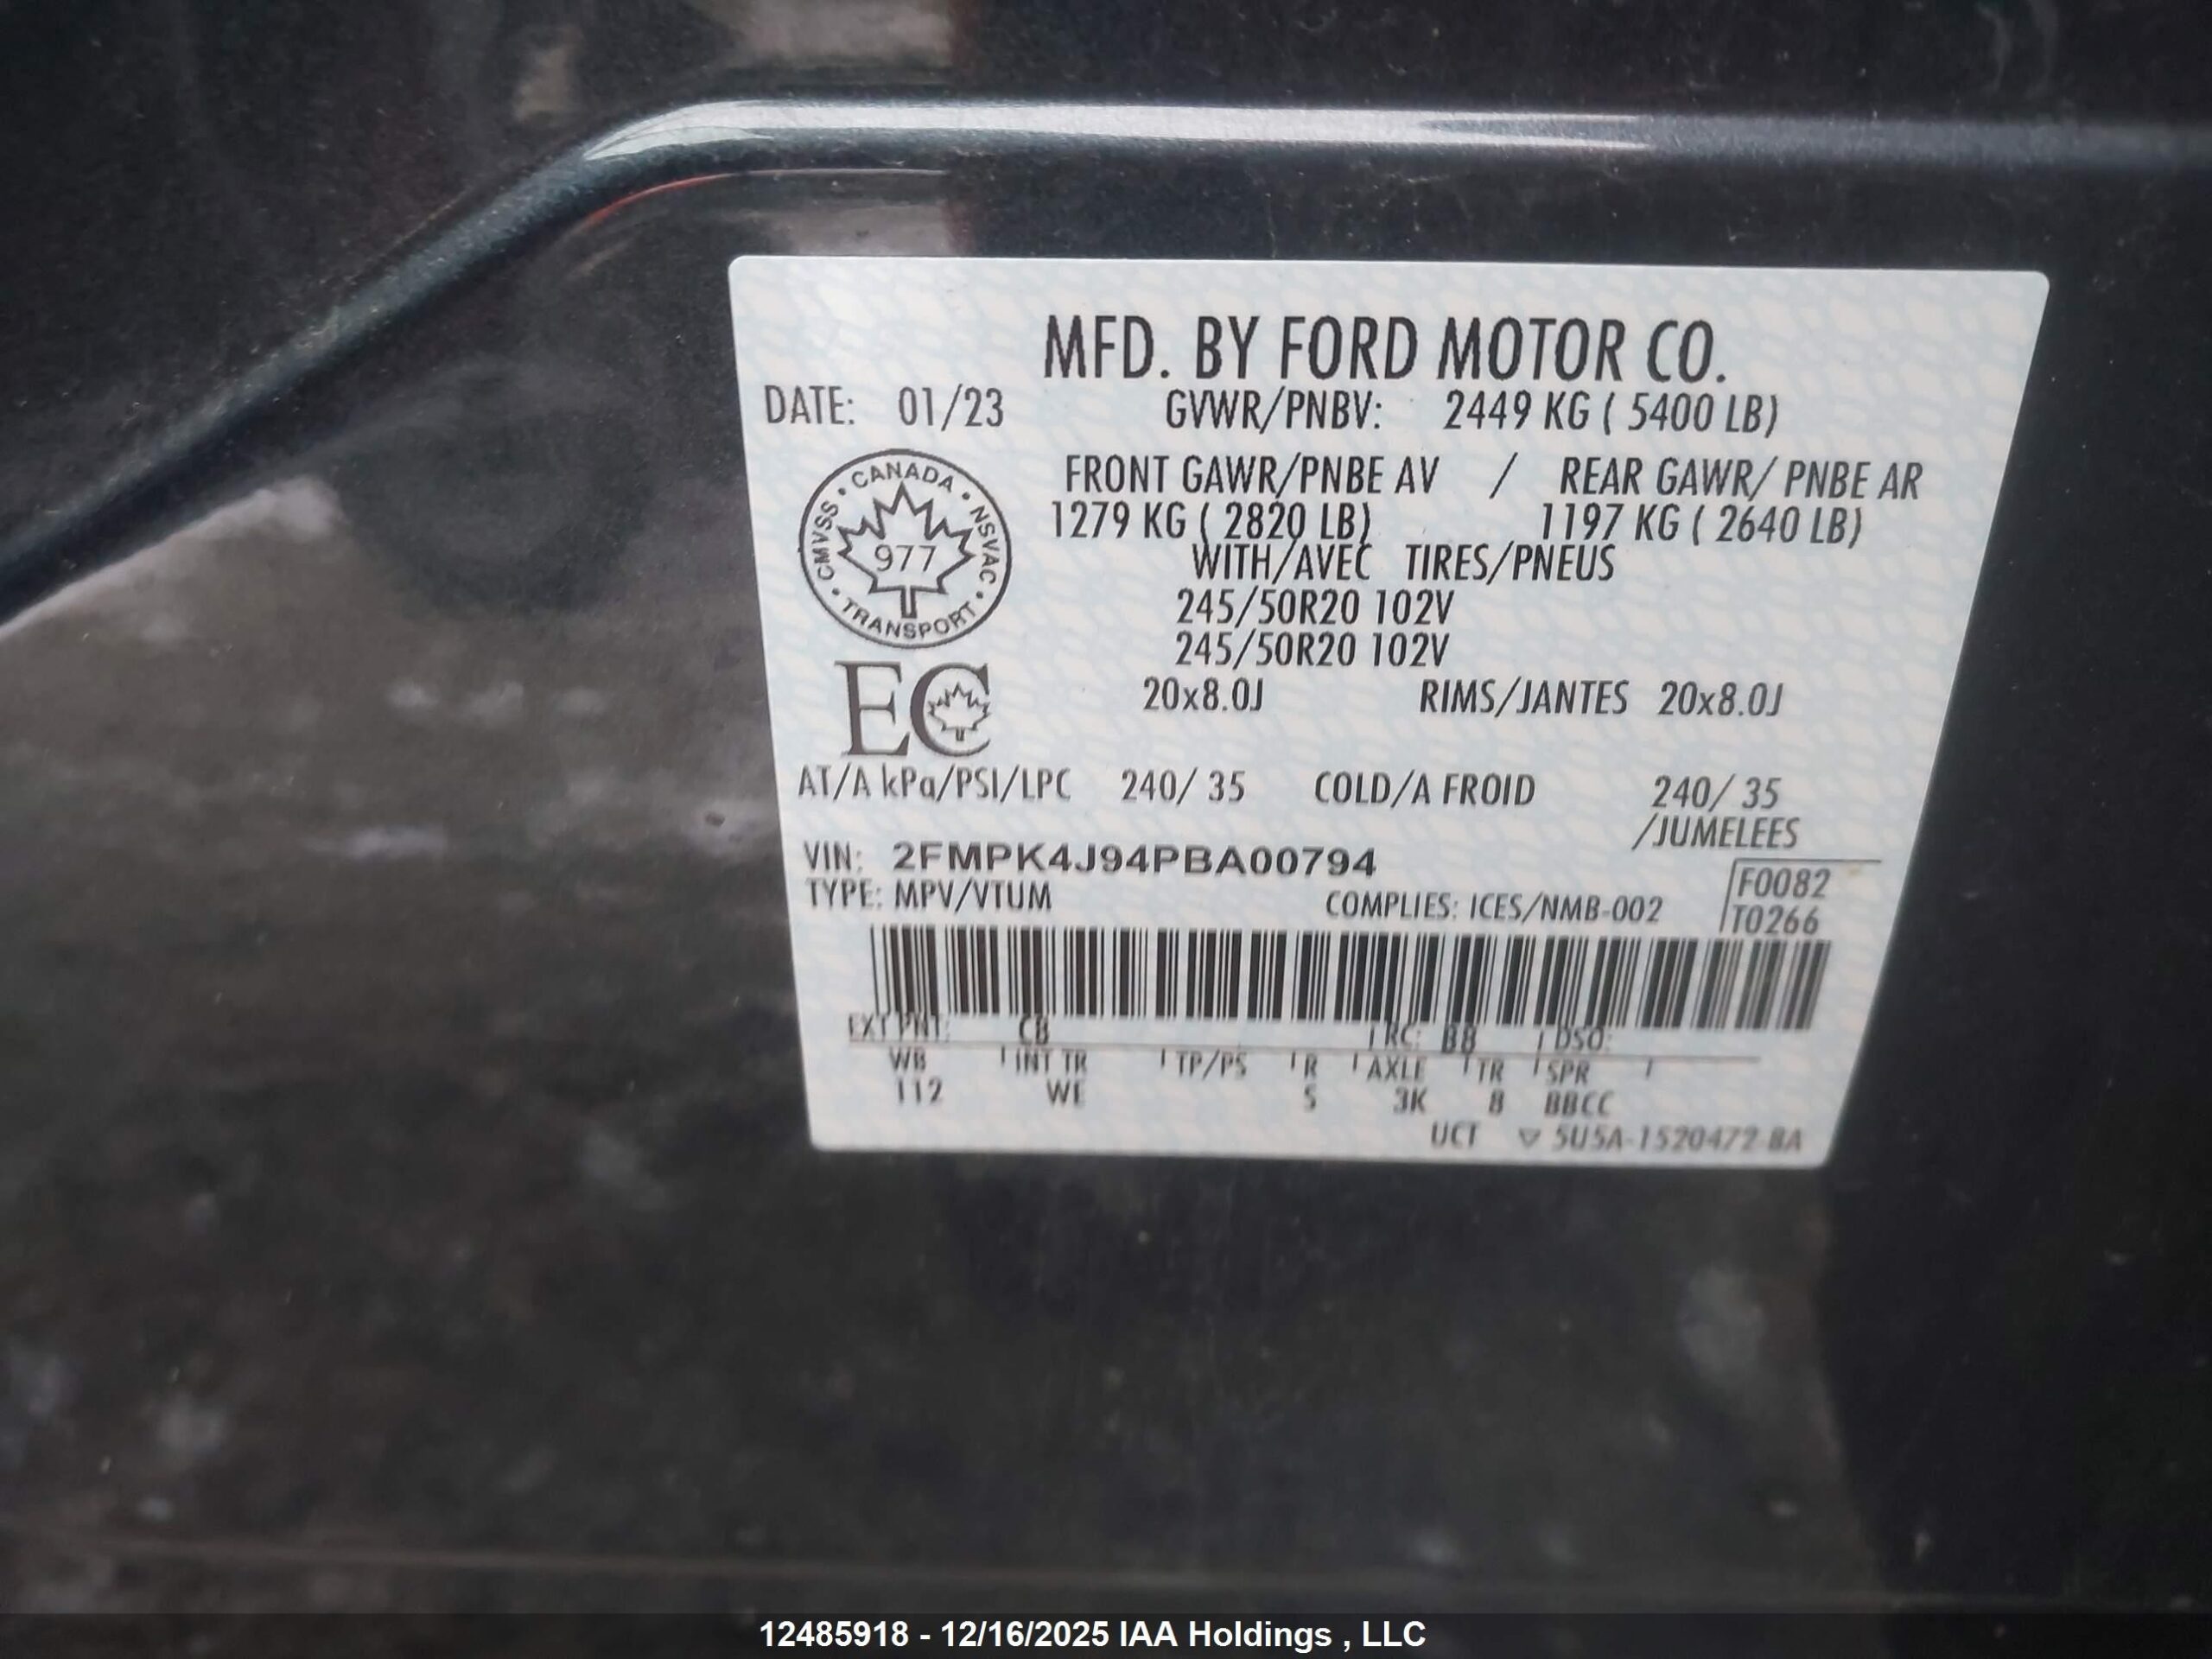 MFD. BY FORD MOTOR CO.
DATE: 01/23 GVWR/PNBV: 2449 KG ( 5400 LB)
FRONT GAWR/PNBE AV / REAR GAWR/ PNBE AR
1279 KG ( 2820 LB) 1197 KG ( 2640 LB)
WITH/AVEC TIRES/PNEUS
245/50R20 102V
245/50R20 102V
20x8.0J RIMS/JANTES 20x8.0J
CANADA • NSVAC • TRANSPORT • CMVSS •
977
EC
AT/A kPa/PSI/LPC 240/ 35 COLD/A FROID 240/ 35
/JUMELEES
VIN: 2FMPK4J94PBA00794
TYPE: MPV/VTUM COMPLIES: ICES/NMB-002
F0082
T0266
EXT PNT: CB RC: BB DSO:
WB INT TR TP/PS R AXLE TR SPR
112 WE 5 3K 8 BBCC
UCT 5U5A-1520472-BA
12485918 - 12/16/2025 IAA Holdings , LLC